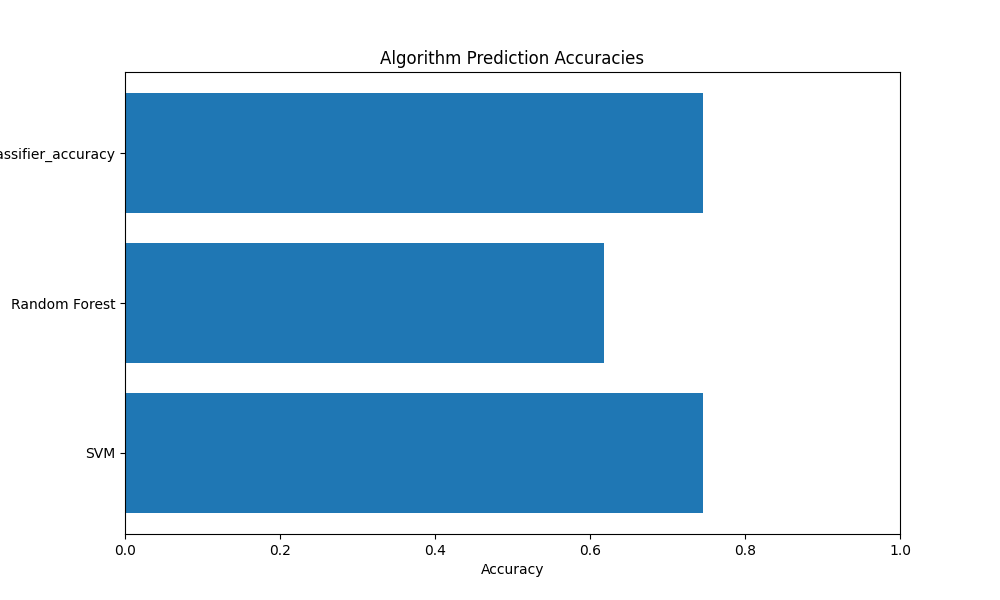 Algorithm Prediction Accuracies
assifier_accuracy
Random Forest
SVM
0.0 0.2 0.4 0.6 0.8 1.0
Accuracy